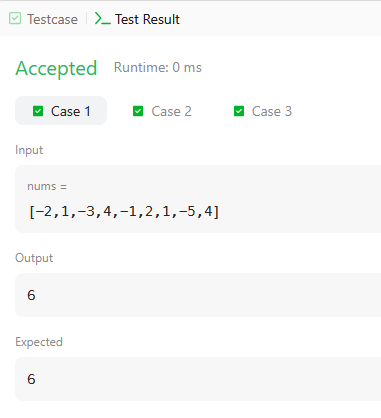 Testcase Test Result
Accepted Runtime: 0 ms
Case 1 Case 2 Case 3
Input
nums =
[-2,1,-3,4,-1,2,1,-5,4]
Output
6
Expected
6